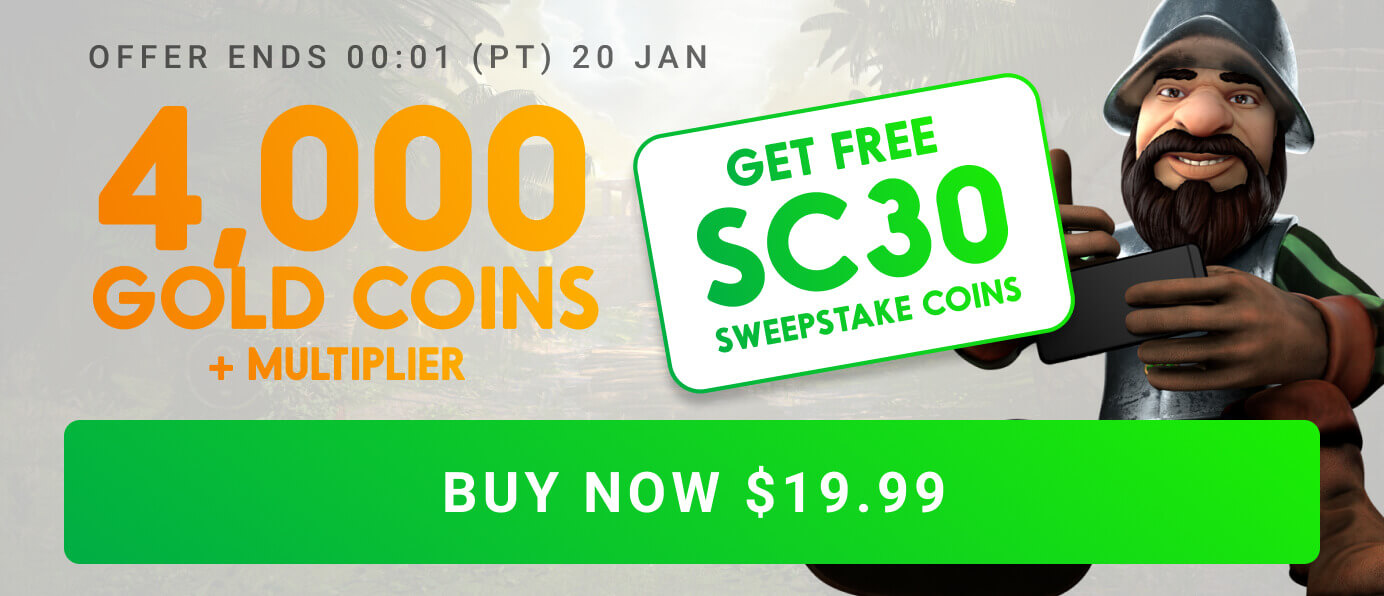 OFFER ENDS 00:01 (PT) 20 JAN
4,000
GOLD COINS
+ MULTIPLIER
GET FREE
SC30
SWEEPSTAKE COINS
BUY NOW $19.99